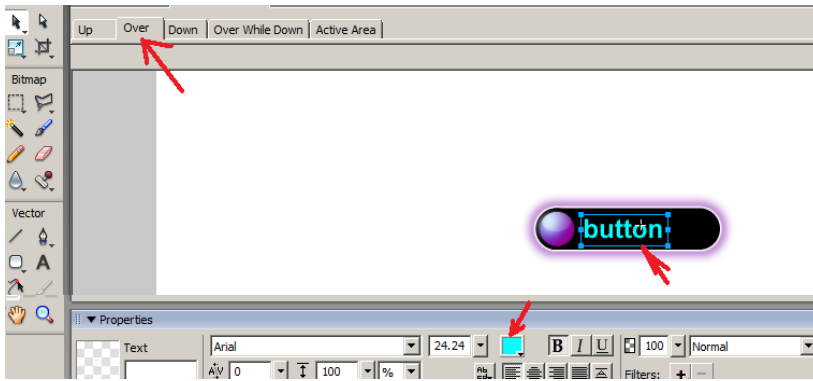 Up Over Down Over While Down Active Area
Bitmap
Vector
A
button
Properties
Text Arial 24.24 B I U 100 Normal
AV 0 100 % Filters: + −